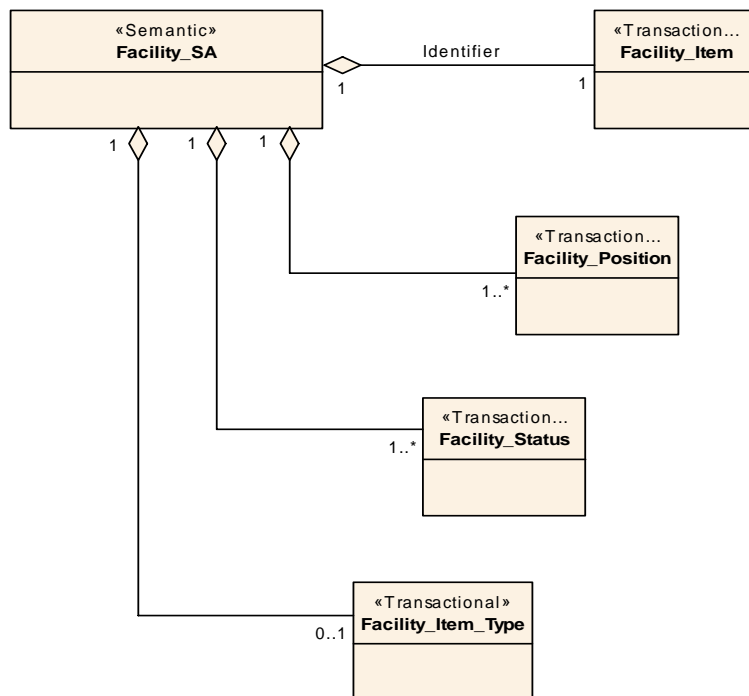 «Semantic»
Facility_SA
Identifier
1
1
«Transaction...
Facility_Item
1
1
1
«Transaction...
Facility_Position
1..*
«Transaction...
Facility_Status
1..*
«Transactional»
Facility_Item_Type
0..1